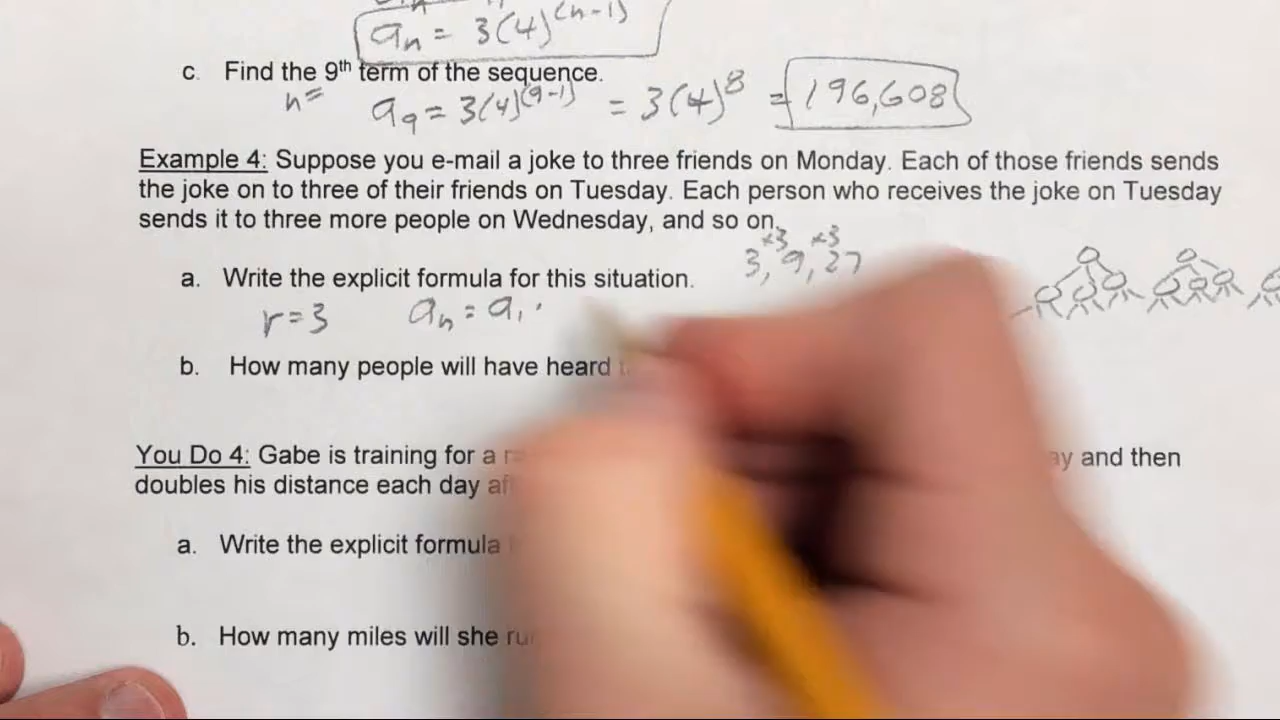 an = 3(4)^(n-1)
c. Find the 9th term of the sequence.
n= a9 = 3(4)^(9-1) = 3(4)^8 = 196,608
Example 4: Suppose you e-mail a joke to three friends on Monday. Each of those friends sends
the joke on to three of their friends on Tuesday. Each person who receives the joke on Tuesday
sends it to three more people on Wednesday, and so on.
×3 ×3
3, 9, 27
a. Write the explicit formula for this situation.
r=3 an = a1 ·
b. How many people will have heard
You Do 4: Gabe is training for a and then
doubles his distance each day
a. Write the explicit formula
b. How many miles will she